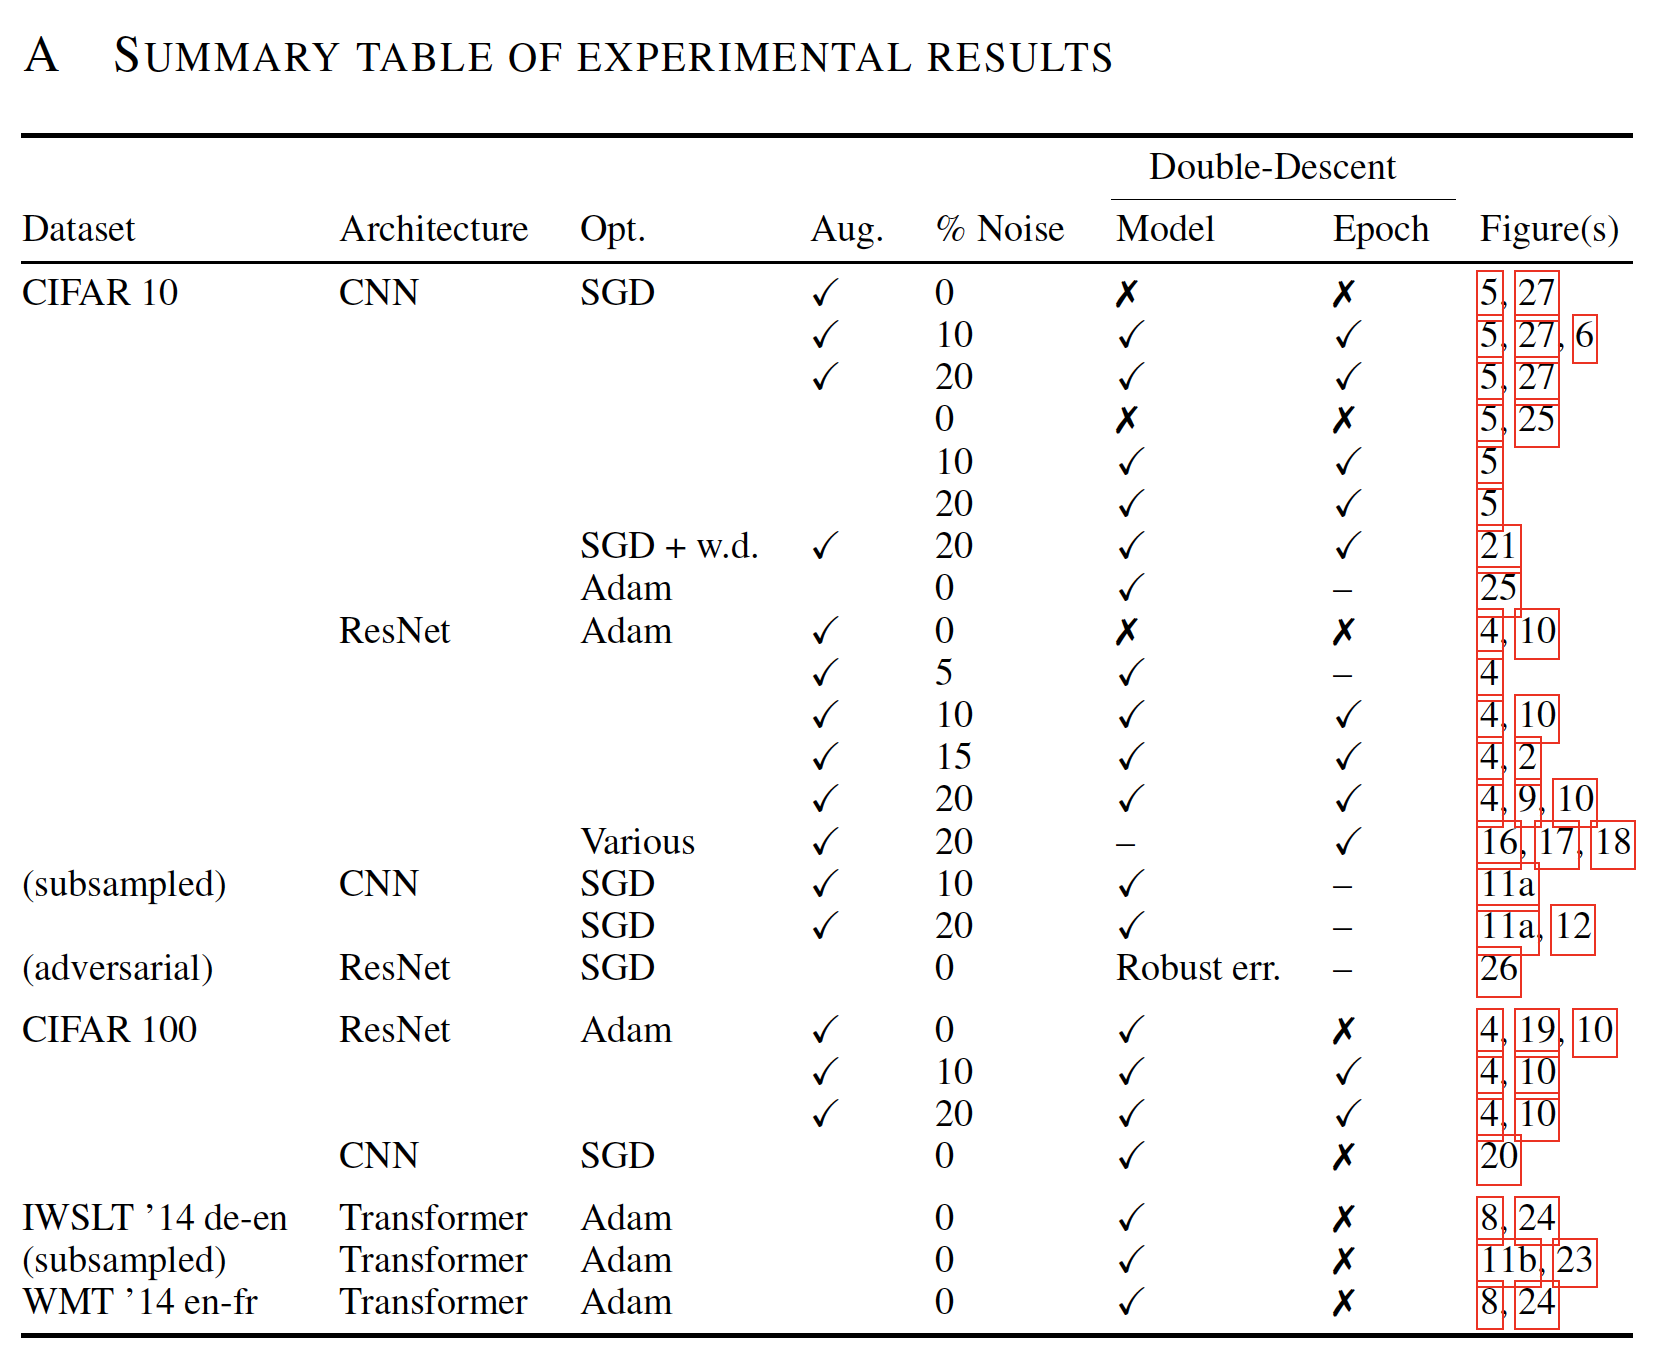 A SUMMARY TABLE OF EXPERIMENTAL RESULTS
Double-Descent
Dataset Architecture Opt. Aug. % Noise Model Epoch Figure(s)
CIFAR 10 CNN SGD ✓ 0 ✗ ✗ 5, 27
✓ 10 ✓ ✓ 5, 27, 6
✓ 20 ✓ ✓ 5, 27
0 ✗ ✗ 5, 25
10 ✓ ✓ 5
20 ✓ ✓ 5
SGD + w.d. ✓ 20 ✓ ✓ 21
Adam 0 ✓ – 25
ResNet Adam ✓ 0 ✗ ✗ 4, 10
✓ 5 ✓ – 4
✓ 10 ✓ ✓ 4, 10
✓ 15 ✓ ✓ 4, 2
✓ 20 ✓ ✓ 4, 9, 10
Various ✓ 20 – ✓ 16, 17, 18
(subsampled) CNN SGD ✓ 10 ✓ – 11a
SGD ✓ 20 ✓ – 11a, 12
(adversarial) ResNet SGD 0 Robust err. – 26
CIFAR 100 ResNet Adam ✓ 0 ✓ ✗ 4, 19, 10
✓ 10 ✓ ✓ 4, 10
✓ 20 ✓ ✓ 4, 10
CNN SGD 0 ✓ ✗ 20
IWSLT ’14 de-en Transformer Adam 0 ✓ ✗ 8, 24
(subsampled) Transformer Adam 0 ✓ ✗ 11b, 23
WMT ’14 en-fr Transformer Adam 0 ✓ ✗ 8, 24